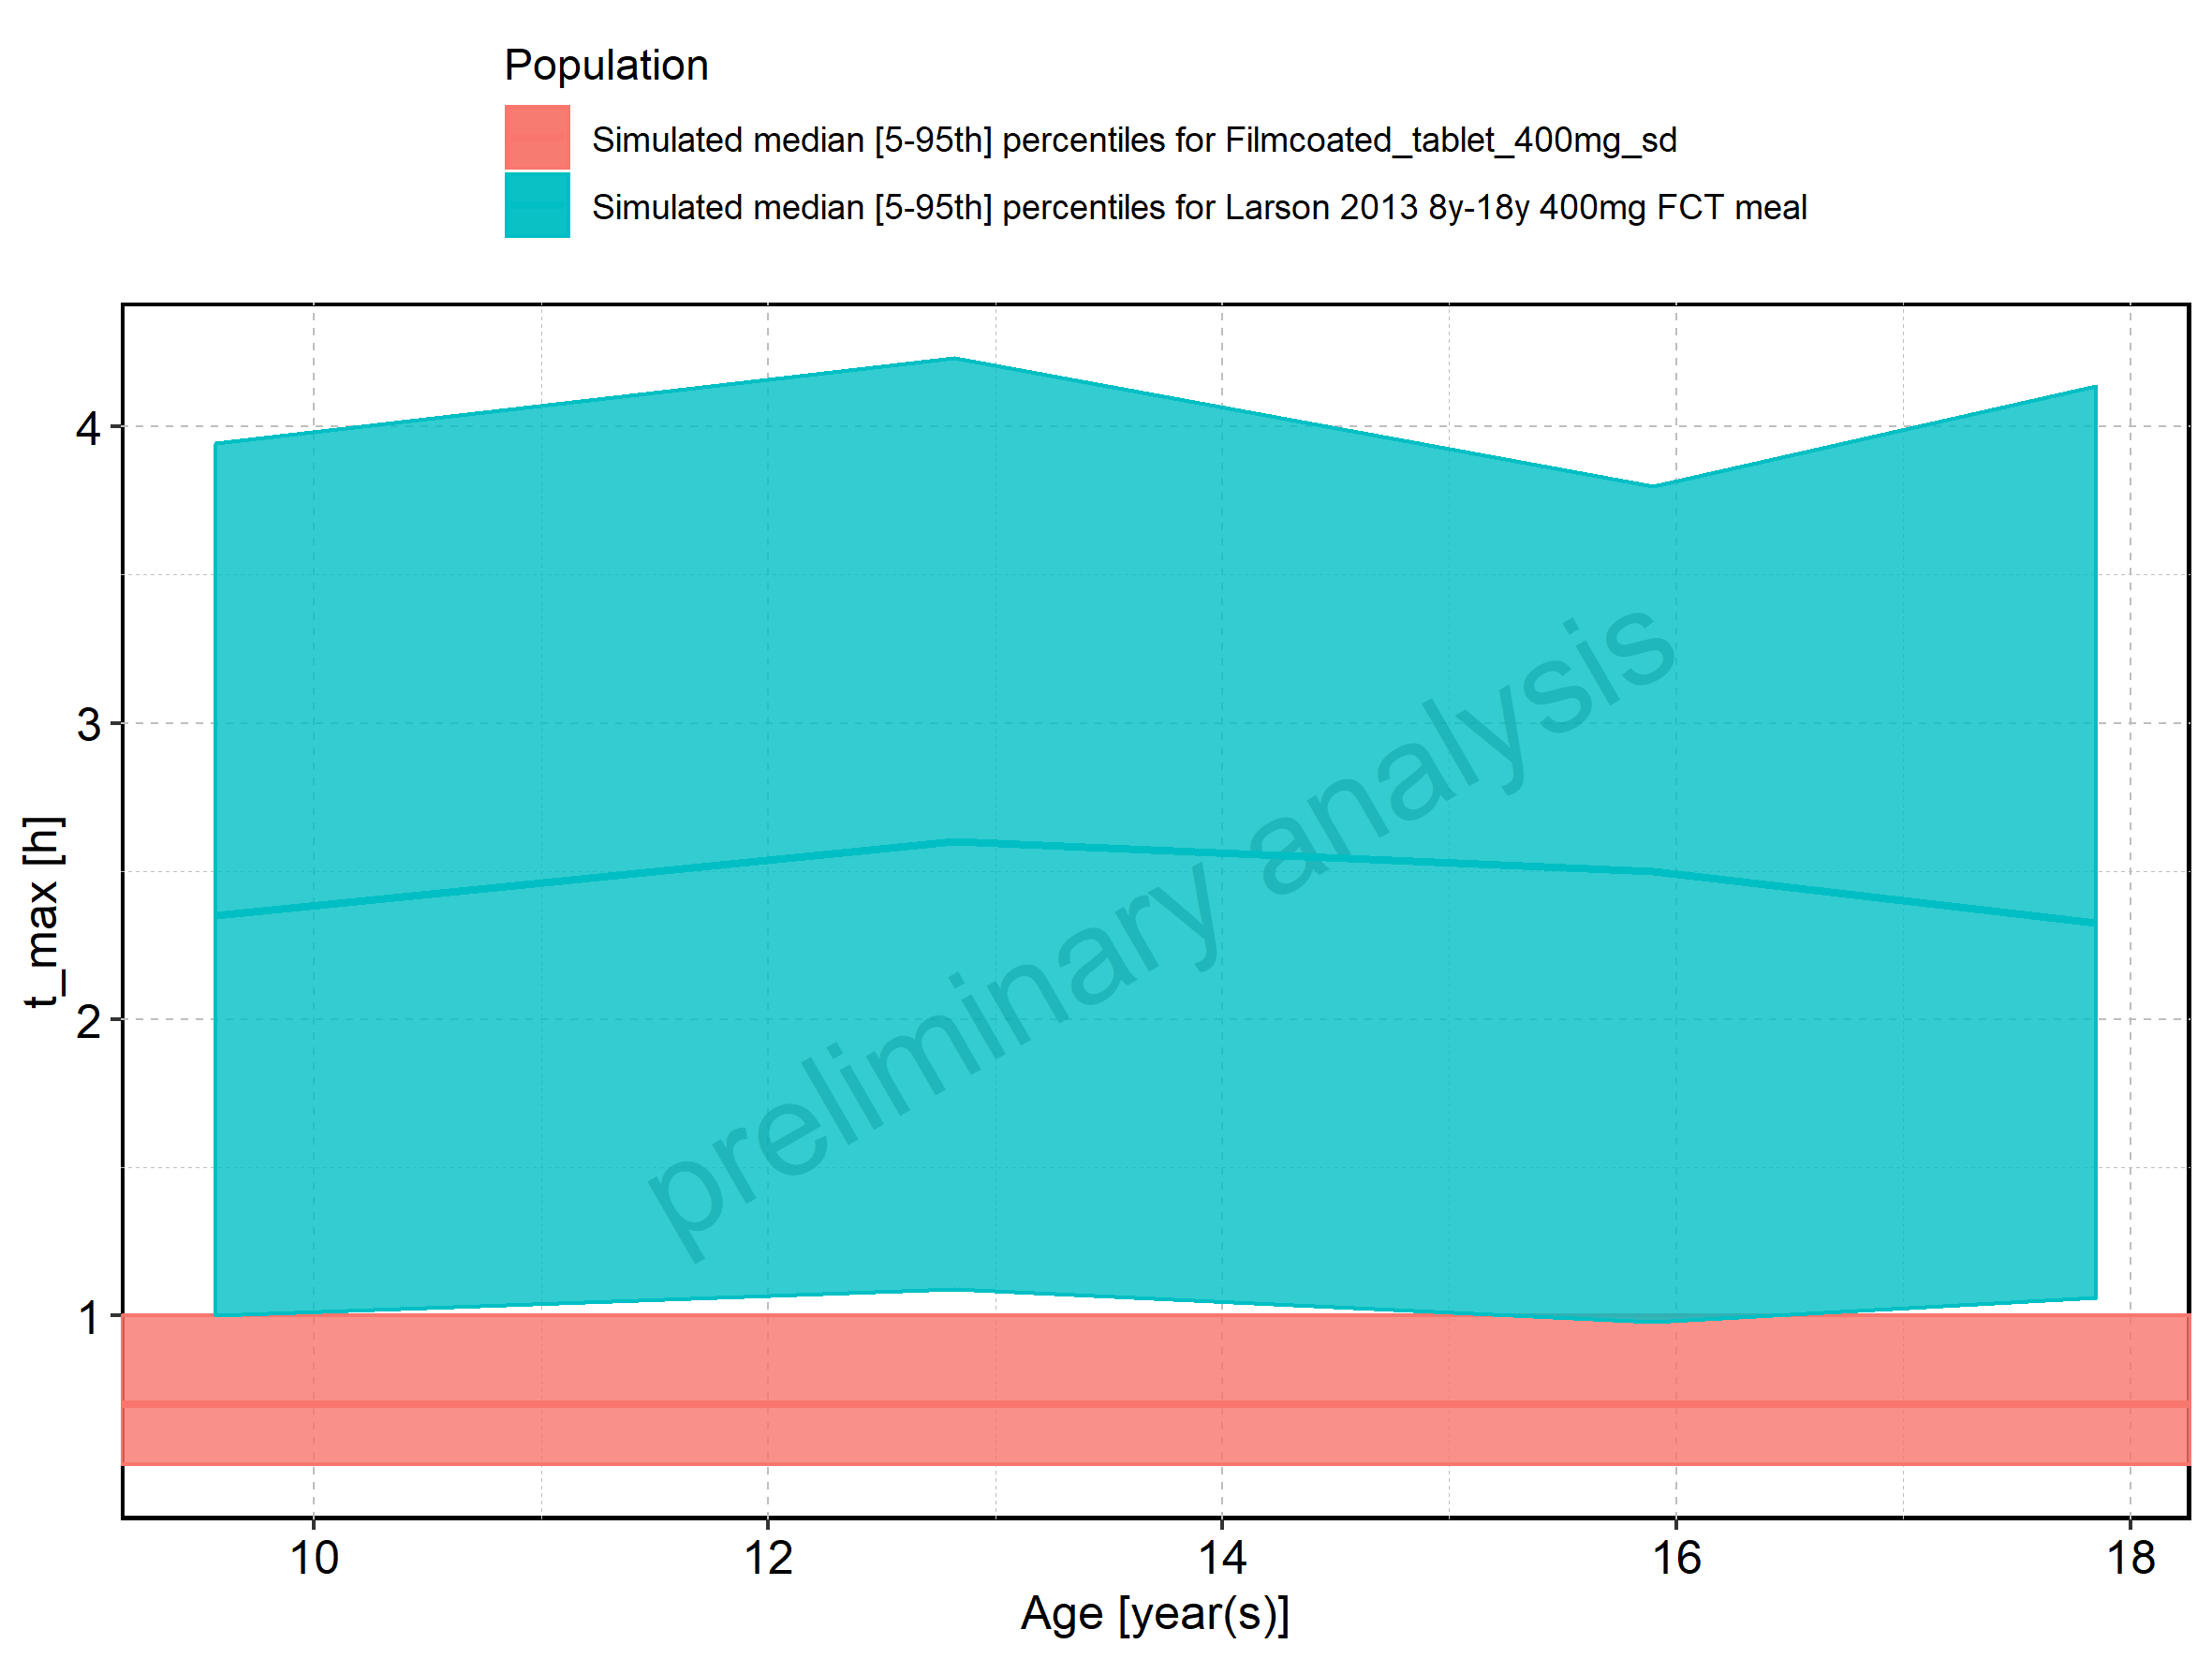 Population
Simulated median [5-95th] percentiles for Filmcoated_tablet_400mg_sd
Simulated median [5-95th] percentiles for Larson 2013 8y-18y 400mg FCT meal
4
3
2
1
t_max [h]
preliminary analysis
10 12 14 16 18
Age [year(s)]